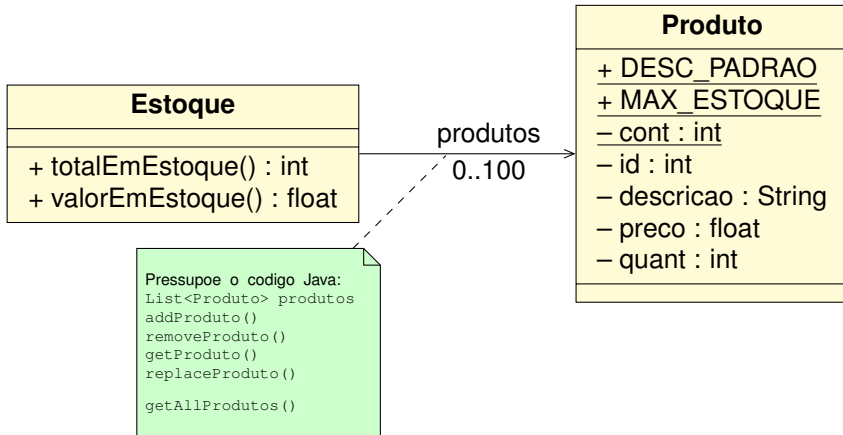 Estoque
+ totalEmEstoque() : int
+ valorEmEstoque() : float
produtos
0..100
Produto
+ DESC_PADRAO
+ MAX_ESTOQUE
– cont : int
– id : int
– descricao : String
– preco : float
– quant : int
Pressupoe o codigo Java:
List<Produto> produtos
addProduto()
removeProduto()
getProduto()
replaceProduto()
getAllProdutos()